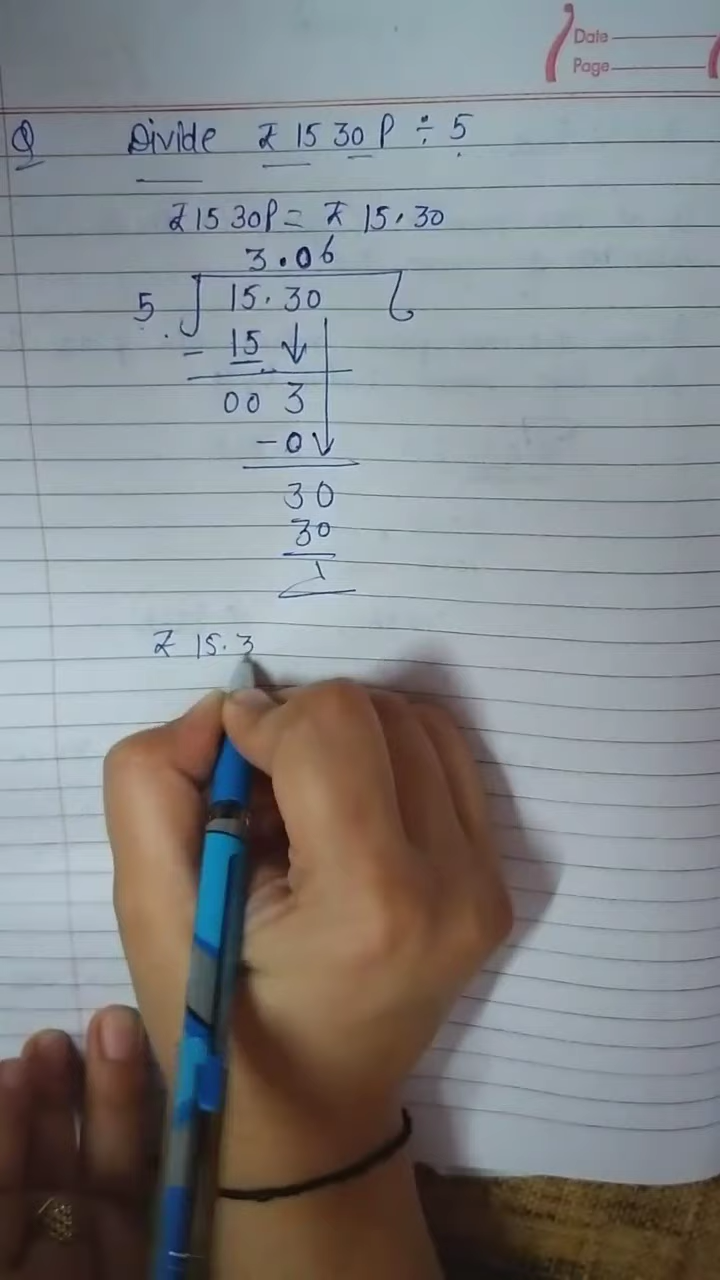 Date
Page
Q Divide ₹ 15 30 P ÷ 5
₹15 30P = ₹ 15.30
3.06
5 15.30
- 15
00 3
- 0
30
30
₹ 15.3